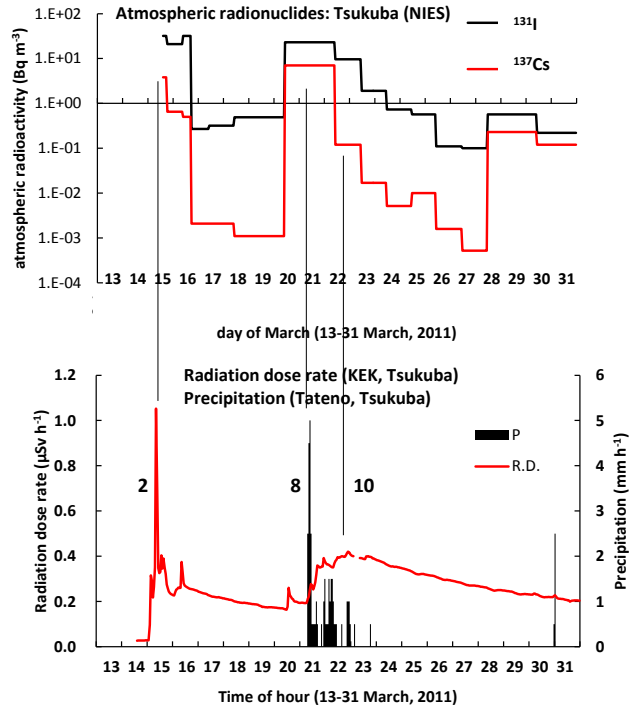 Atmospheric radionuclides: Tsukuba (NIES)
131I
137Cs
atmospheric radioactivity (Bq m-3)
1.E+02
1.E+01
1.E+00
1.E-01
1.E-02
1.E-03
1.E-04
13 14 15 16 17 18 19 20 21 22 23 24 25 26 27 28 29 30 31
day of March (13-31 March, 2011)
Radiation dose rate (KEK, Tsukuba)
Precipitation (Tateno, Tsukuba)
P
R.D.
2
8
10
Radiation dose rate (µSv h-1)
1.2
1.0
0.8
0.6
0.4
0.2
0.0
Precipitation (mm h-1)
6
5
4
3
2
1
0
13 14 15 16 17 18 19 20 21 22 23 24 25 26 27 28 29 30 31
Time of hour (13-31 March, 2011)